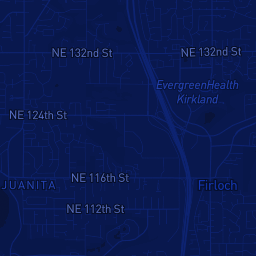 NE 132nd St
NE 132nd St
EvergreenHealth
Kirkland
NE 124th St
NE 116th St
JUANITA
Firloch
NE 112th St